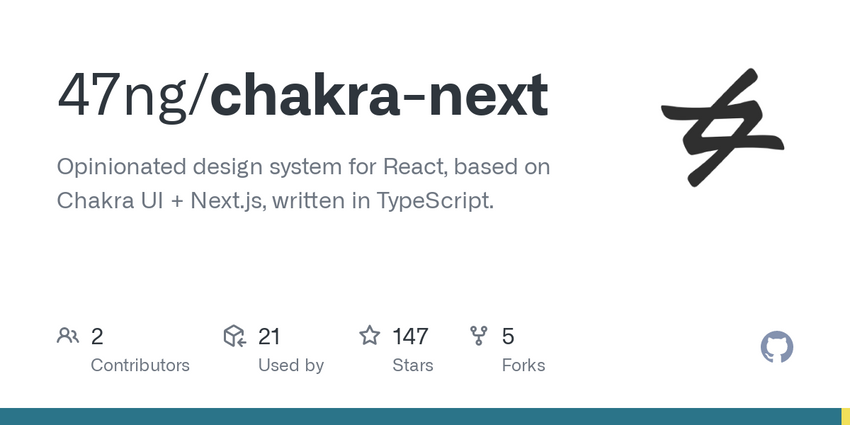 47ng/chakra-next
Opinionated design system for React, based on
Chakra UI + Next.js, written in TypeScript.
2 21 147 5
Contributors Used by Stars Forks